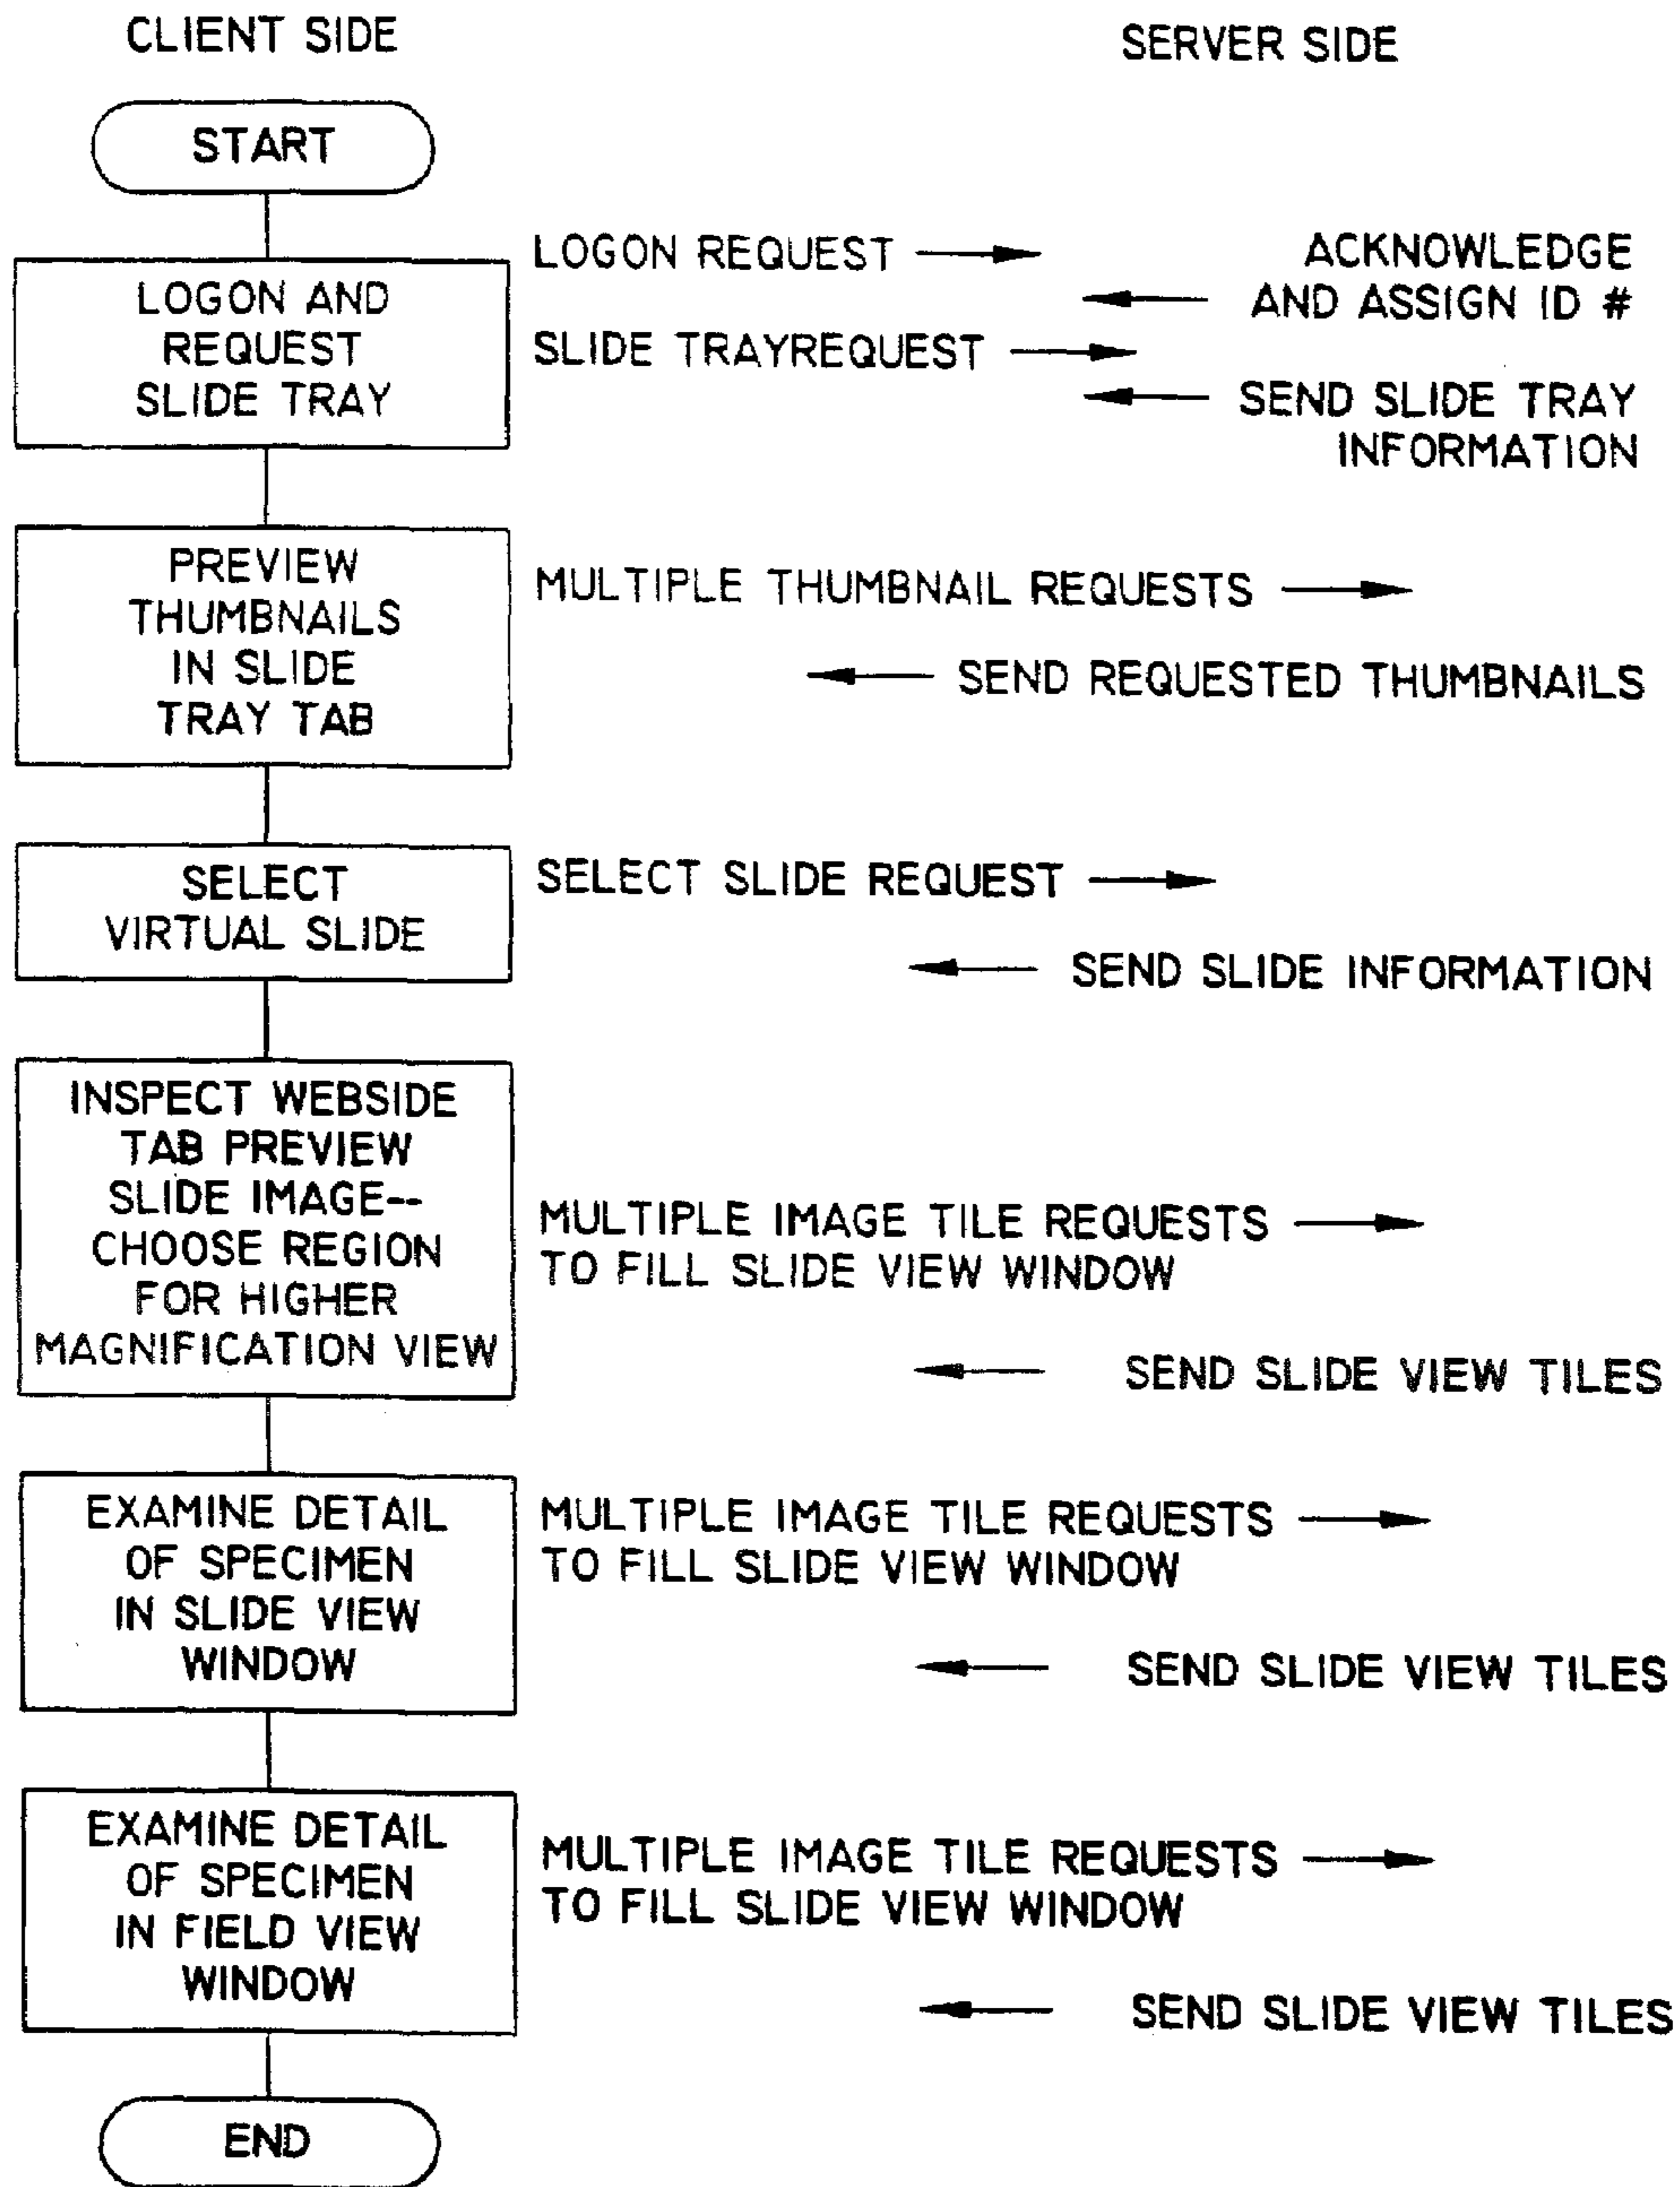 CLIENT SIDE
SERVER SIDE
START
LOGON AND
REQUEST
SLIDE TRAY
LOGON REQUEST
ACKNOWLEDGE
AND ASSIGN ID #
SLIDE TRAYREQUEST
SEND SLIDE TRAY
INFORMATION
PREVIEW
THUMBNAILS
IN SLIDE
TRAY TAB
MULTIPLE THUMBNAIL REQUESTS
SEND REQUESTED THUMBNAILS
SELECT
VIRTUAL SLIDE
SELECT SLIDE REQUEST
SEND SLIDE INFORMATION
INSPECT WEBSIDE
TAB PREVIEW
SLIDE IMAGE--
CHOOSE REGION
FOR HIGHER
MAGNIFICATION VIEW
MULTIPLE IMAGE TILE REQUESTS
TO FILL SLIDE VIEW WINDOW
SEND SLIDE VIEW TILES
EXAMINE DETAIL
OF SPECIMEN
IN SLIDE VIEW
WINDOW
MULTIPLE IMAGE TILE REQUESTS
TO FILL SLIDE VIEW WINDOW
SEND SLIDE VIEW TILES
EXAMINE DETAIL
OF SPECIMEN
IN FIELD VIEW
WINDOW
MULTIPLE IMAGE TILE REQUESTS
TO FILL SLIDE VIEW WINDOW
SEND SLIDE VIEW TILES
END